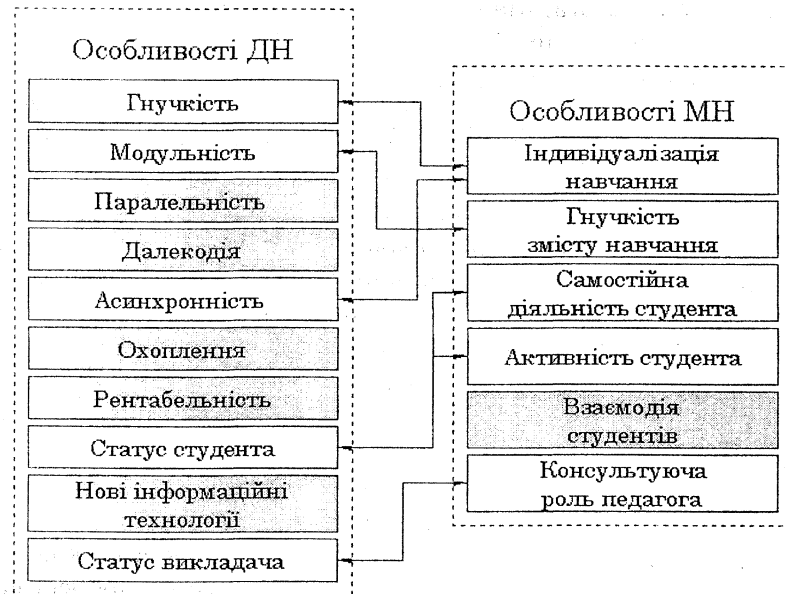 Особливості ДН
Гнучкість
Модульність
Паралельність
Далекодія
Асинхронність
Охоплення
Рентабельність
Статус студента
Нові інформаційні
технології
Статус викладача
Особливості МН
Індивідуалізація
навчання
Гнучкість
змісту навчання
Самостійна
діяльність студента
Активність студента
Взаємодія
студентів
Консультуюча
роль педагога